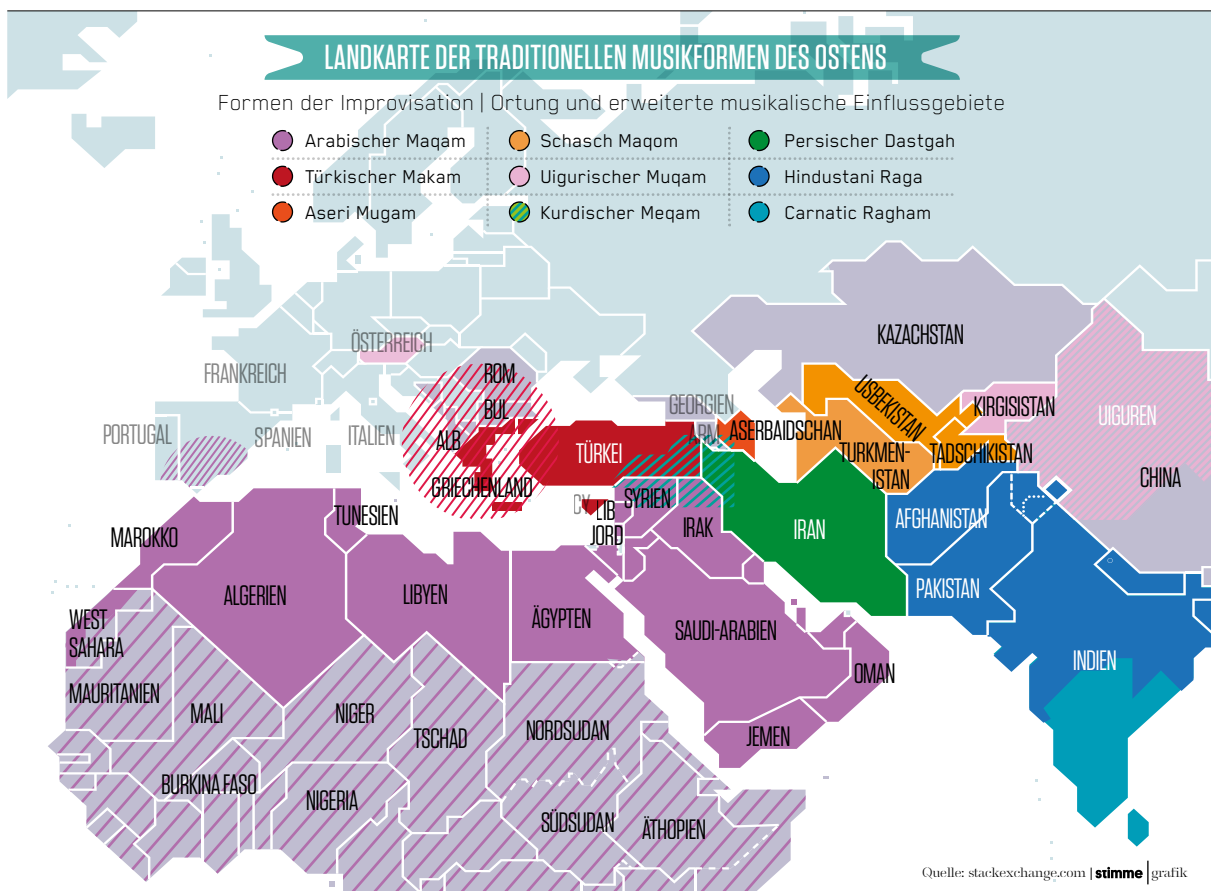 LANDKARTE DER TRADITIONELLEN MUSIKFORMEN DES OSTENS
Formen der Improvisation | Ortung und erweiterte musikalische Einflussgebiete
Arabischer Maqam
Schasch Maqom
Persischer Dastgah
Türkischer Makam
Uigurischer Muqam
Hindustani Raga
Aseri Mugam
Kurdischer Meqam
Carnatic Ragham
KAZACHSTAN
ÖSTERREICH
FRANKREICH
ROM
USBEKISTAN
GEORGIEN
KIRGISISTAN
BUL
UIGUREN
PORTUGAL
SPANIEN
ITALIEN
ALB
ARM
ASERBAIDSCHAN
TÜRKEI
TURKMEN-
ISTAN
TADSCHIKISTAN
CHINA
GRIECHENLAND
CY
SYRIEN
LIB
JORD
IRAK
IRAN
AFGHANISTAN
MAROKKO
TUNESIEN
ALGERIEN
LIBYEN
ÄGYPTEN
PAKISTAN
WEST
SAHARA
SAUDI-ARABIEN
INDIEN
OMAN
MAURITANIEN
MALI
NIGER
TSCHAD
NORDSUDAN
JEMEN
BURKINA FASO
NIGERIA
SÜDSUDAN
ÄTHOPIEN
Quelle: stackexchange.com | stimme | grafik